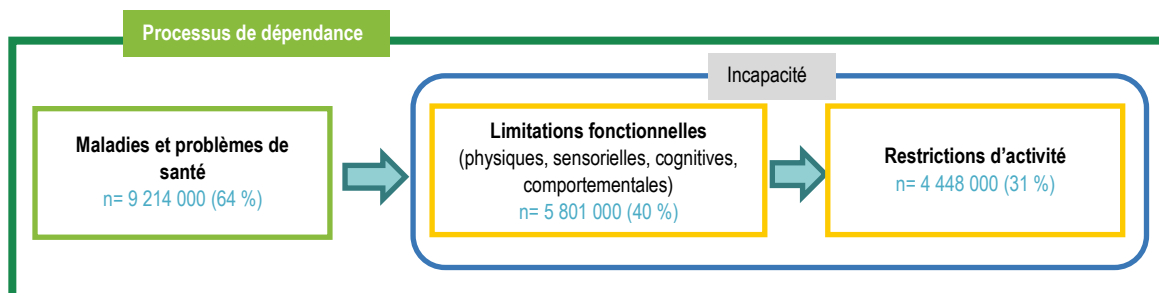 Processus de dépendance
Incapacité
Maladies et problèmes de
santé
n= 9 214 000 (64 %)
Limitations fonctionnelles
(physiques, sensorielles, cognitives,
comportementales)
n= 5 801 000 (40 %)
Restrictions d’activité
n= 4 448 000 (31 %)